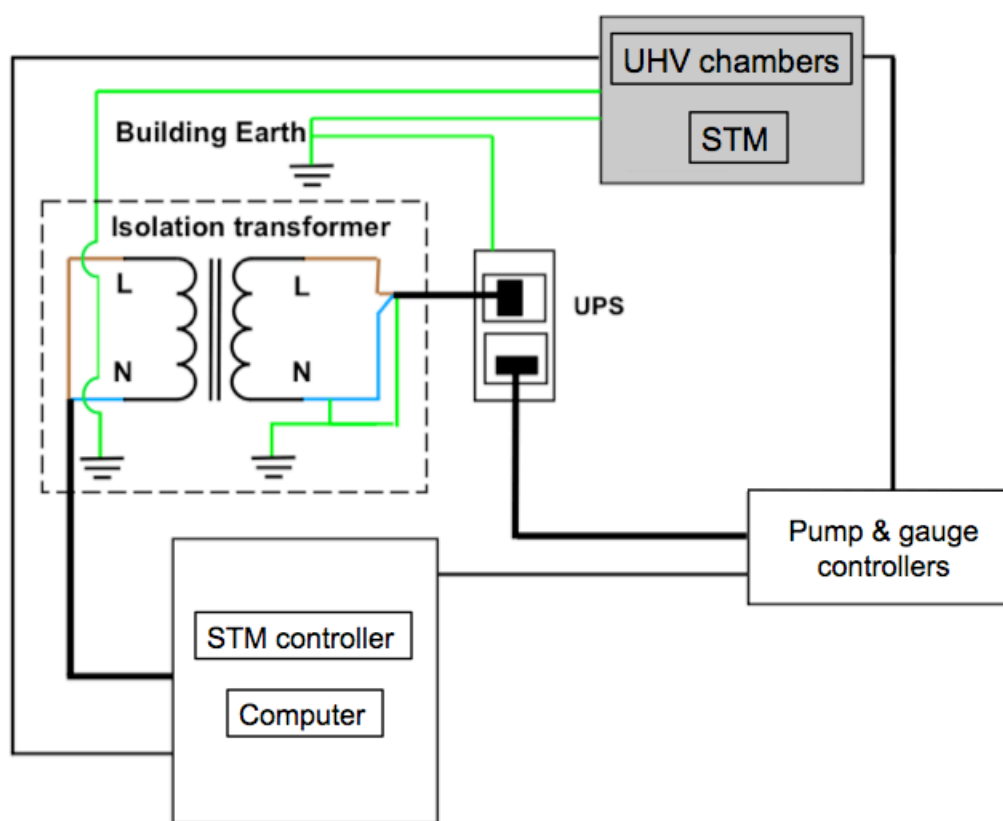 UHV chambers
STM
Building Earth
Isolation transformer
L
L
UPS
N
N
Pump & gauge
controllers
STM controller
Computer